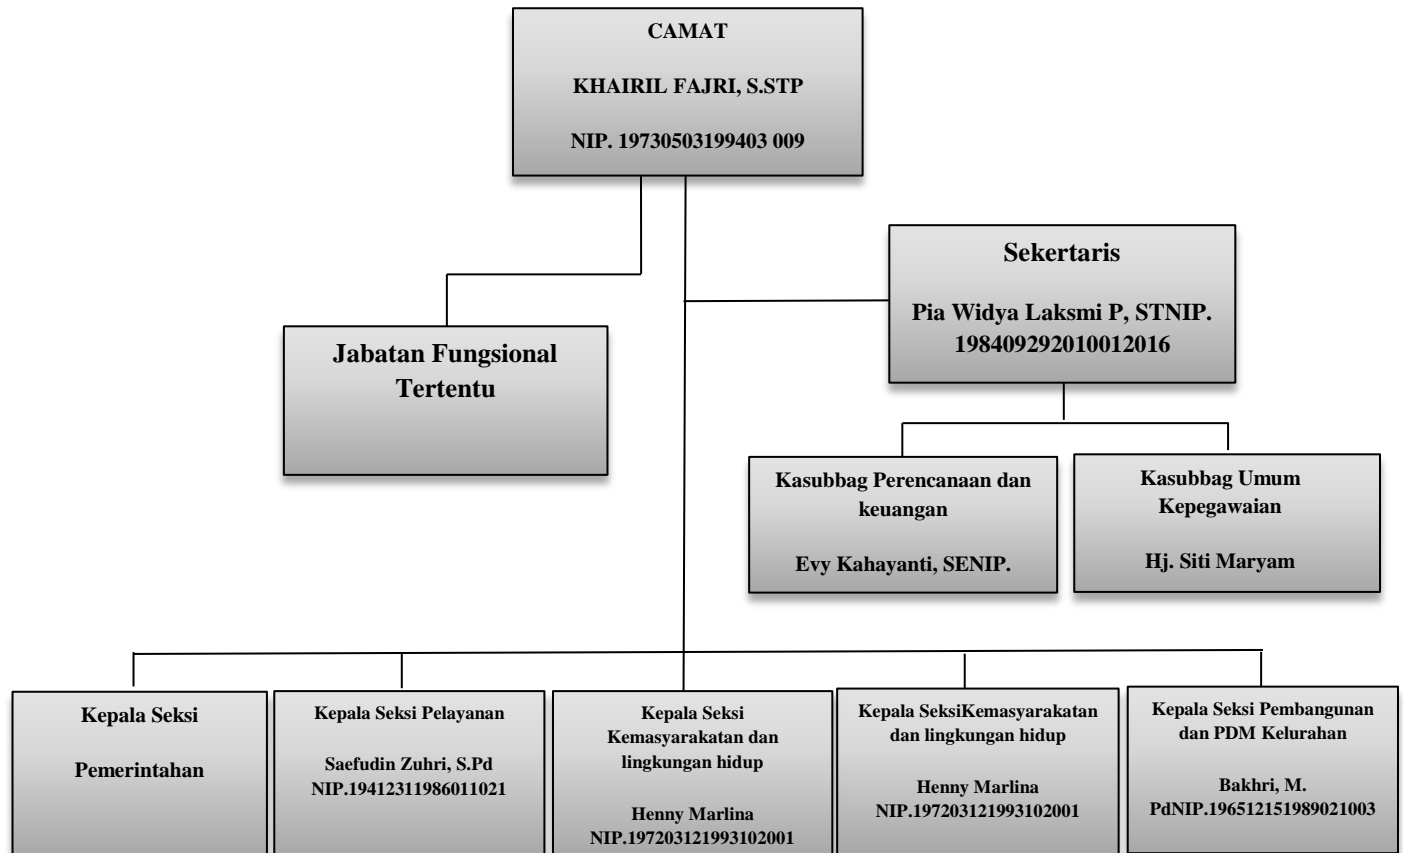 CAMAT
KHAIRIL FAJRI, S.STP
NIP. 19730503199403 009
Sekertaris
Pia Widya Laksmi P, STNIP.
198409292010012016
Jabatan Fungsional
Tertentu
Kasubbag Perencanaan dan
keuangan
Evy Kahayanti, SENIP.
Kasubbag Umum
Kepegawaian
Hj. Siti Maryam
Kepala Seksi
Pemerintahan
Kepala Seksi Pelayanan
Saefudin Zuhri, S.Pd
NIP.19412311986011021
Kepala Seksi
Kemasyarakatan dan
lingkungan hidup
Henny Marlina
NIP.197203121993102001
Kepala SeksiKemasyarakatan
dan lingkungan hidup
Henny Marlina
NIP.197203121993102001
Kepala Seksi Pembangunan
dan PDM Kelurahan
Bakhri, M.
PdNIP.196512151989021003